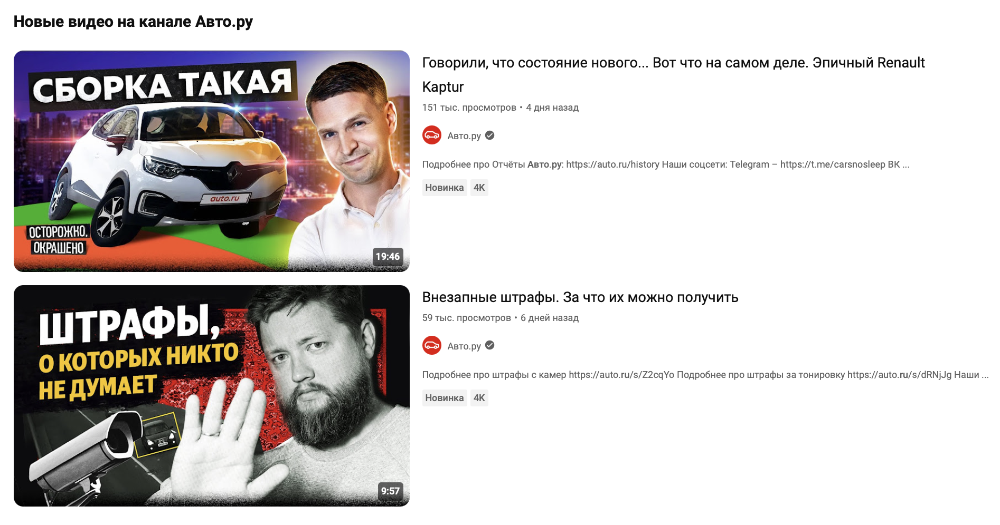 Новые видео на канале Авто.ру
СБОРКА ТАКАЯ
auto.ru
ОСТОРОЖНО,
ОКРАШЕНО
19:46
Говорили, что состояние нового... Вот что на самом деле. Эпичный Renault
Kaptur
151 тыс. просмотров • 4 дня назад
Авто.ру
Подробнее про Отчёты Авто.ру: https://auto.ru/history Наши соцсети: Telegram – https://t.me/carsnosleep ВК ...
Новинка 4K
ШТРАФЫ,
О КОТОРЫХ НИКТО
НЕ ДУМАЕТ
9:57
Внезапные штрафы. За что их можно получить
59 тыс. просмотров • 6 дней назад
Авто.ру
Подробнее про штрафы с камер https://auto.ru/s/Z2cqYo Подробнее про штрафы за тонировку https://auto.ru/s/dRNjJg Наши ...
Новинка 4K